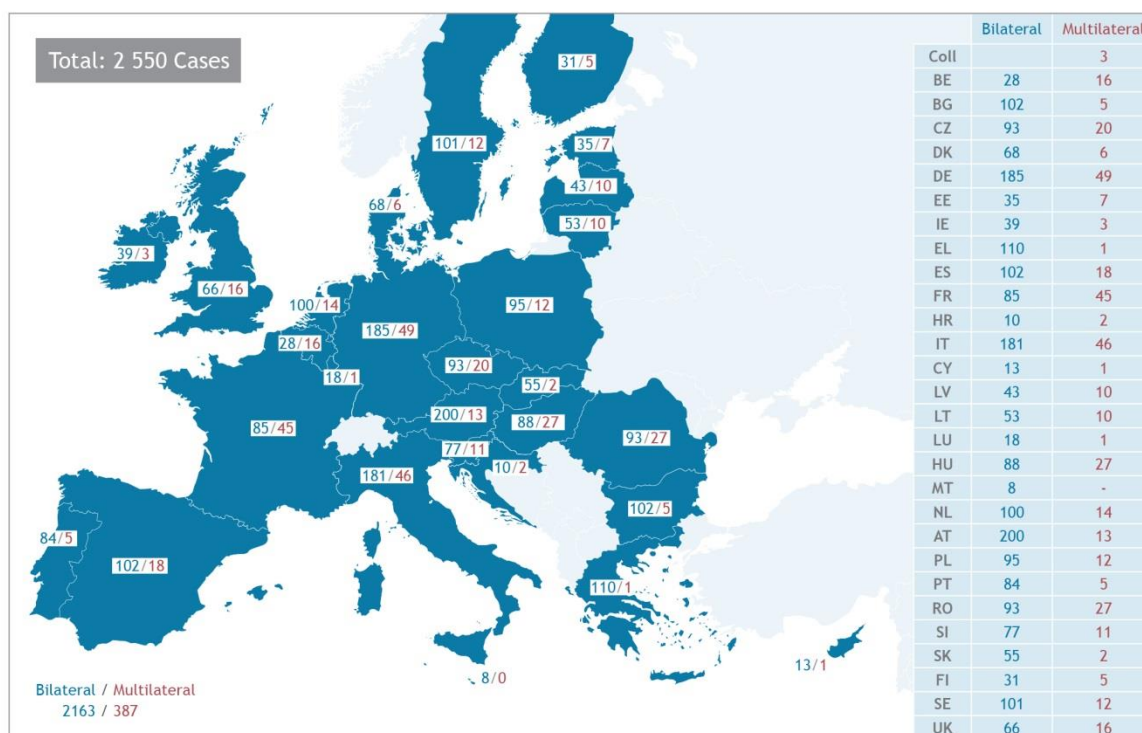 Total: 2 550 Cases
31/5
101/12
35/7
43/10
53/10
68/6
39/3
66/16
100/14
95/12
185/49
28/16
93/20
18/1
55/2
200/13
88/27
85/45
93/27
77/11
10/2
181/46
102/5
84/5
102/18
110/1
13/1
8/0
Bilateral / Multilateral
2163 / 387
Bilateral Multilateral
Coll 3
BE 28 16
BG 102 5
CZ 93 20
DK 68 6
DE 185 49
EE 35 7
IE 39 3
EL 110 1
ES 102 18
FR 85 45
HR 10 2
IT 181 46
CY 13 1
LV 43 10
LT 53 10
LU 18 1
HU 88 27
MT 8 -
NL 100 14
AT 200 13
PL 95 12
PT 84 5
RO 93 27
SI 77 11
SK 55 2
FI 31 5
SE 101 12
UK 66 16